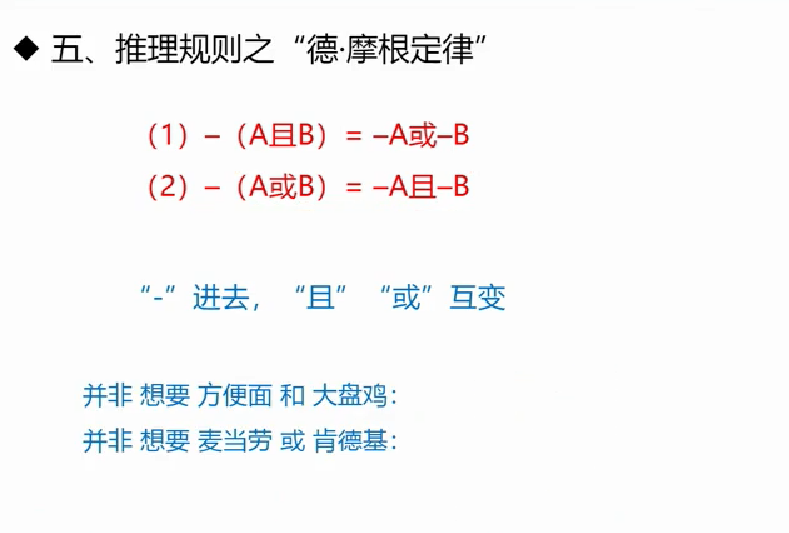 ◆ 五、推理规则之“德·摩根定律”
（1）–（A且B）= –A或–B
（2）–（A或B）= –A且–B
“-”进去，“且”“或”互变
并非 想要 方便面 和 大盘鸡：
并非 想要 麦当劳 或 肯德基：